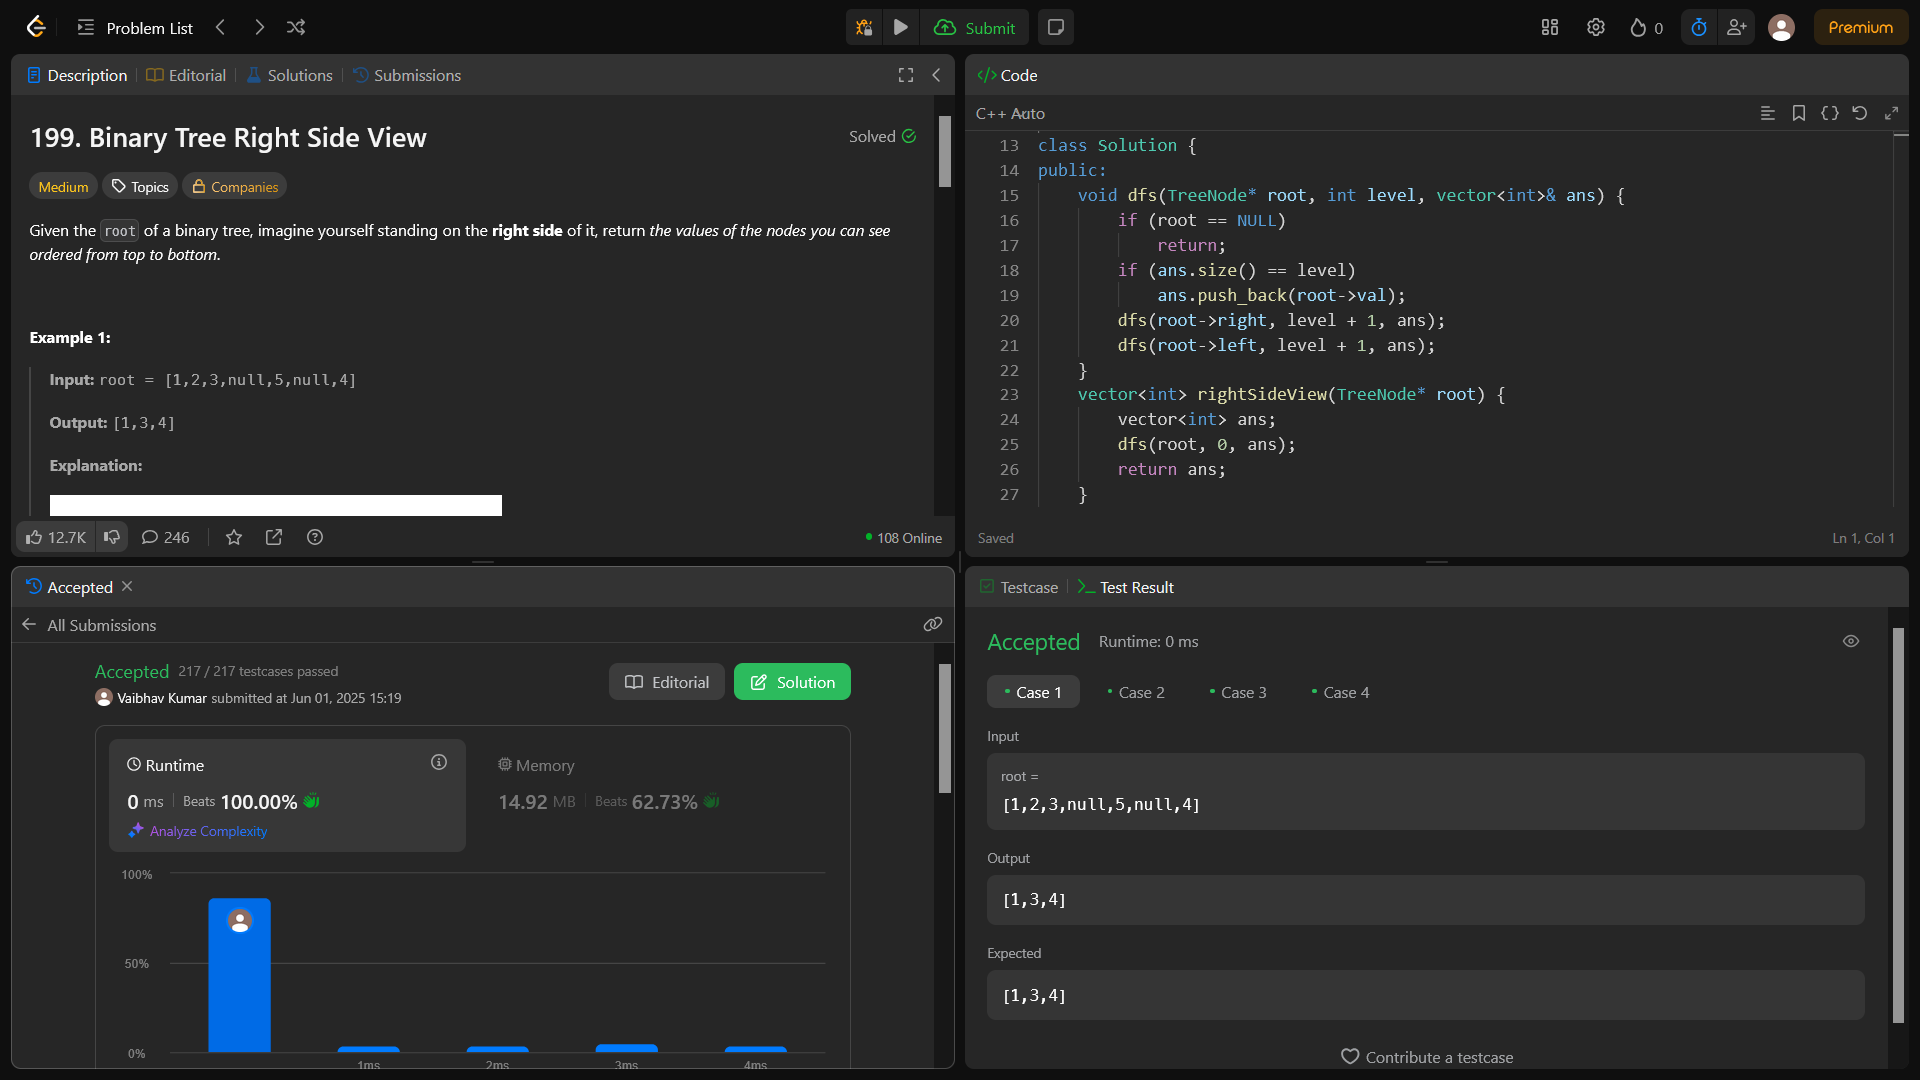 Problem List
Submit
0
Premium
Description
Editorial
Solutions
Submissions
199. Binary Tree Right Side View
Solved
Medium
Topics
Companies
Given the root of a binary tree, imagine yourself standing on the right side of it, return the values of the nodes you can see
ordered from top to bottom.
Example 1:
Input: root = [1,2,3,null,5,null,4]
Output: [1,3,4]
Explanation:
12.7K
246
108 Online
Code
C++ Auto
13 class Solution {
14 public:
15 void dfs(TreeNode* root, int level, vector<int>& ans) {
16 if (root == NULL)
17 return;
18 if (ans.size() == level)
19 ans.push_back(root->val);
20 dfs(root->right, level + 1, ans);
21 dfs(root->left, level + 1, ans);
22 }
23 vector<int> rightSideView(TreeNode* root) {
24 vector<int> ans;
25 dfs(root, 0, ans);
26 return ans;
27 }
Saved
Ln 1, Col 1
Accepted
All Submissions
Accepted 217 / 217 testcases passed
Vaibhav Kumar submitted at Jun 01, 2025 15:19
Editorial
Solution
Runtime
0 ms Beats 100.00%
Analyze Complexity
Memory
14.92 MB Beats 62.73%
100%
50%
0%
1ms
2ms
3ms
4ms
Testcase
Test Result
Accepted Runtime: 0 ms
Case 1
Case 2
Case 3
Case 4
Input
root =
[1,2,3,null,5,null,4]
Output
[1,3,4]
Expected
[1,3,4]
Contribute a testcase